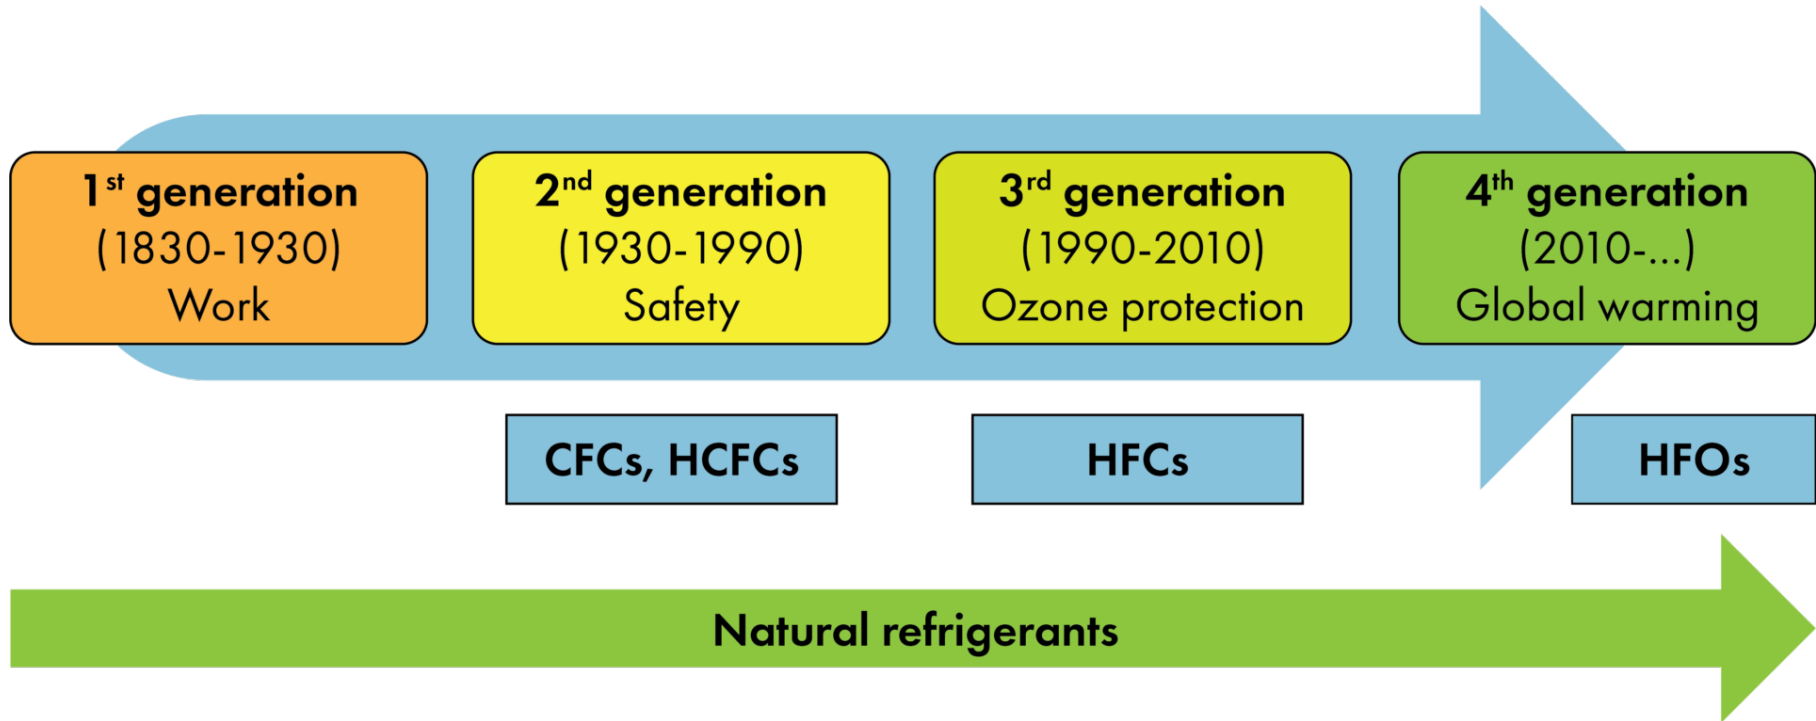 1st generation
(1830-1930)
Work
2nd generation
(1930-1990)
Safety
3rd generation
(1990-2010)
Ozone protection
4th generation
(2010-...)
Global warming
CFCs, HCFCs
HFCs
HFOs
Natural refrigerants